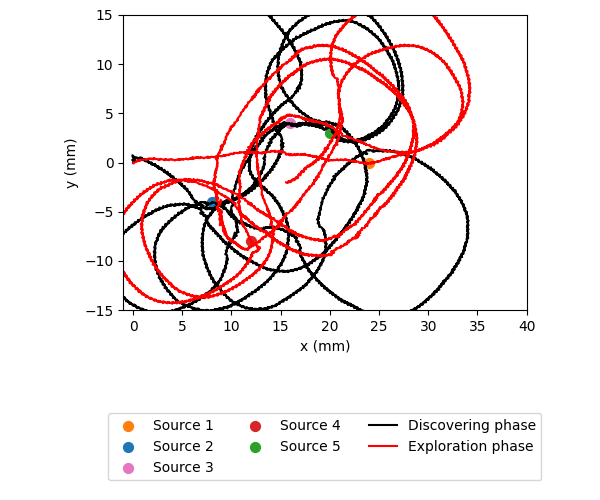 15
10
5
0
−5
−10
−15
y (mm)
0 5 10 15 20 25 30 35 40
x (mm)
Source 1 Source 4 Discovering phase
Source 2 Source 5 Exploration phase
Source 3